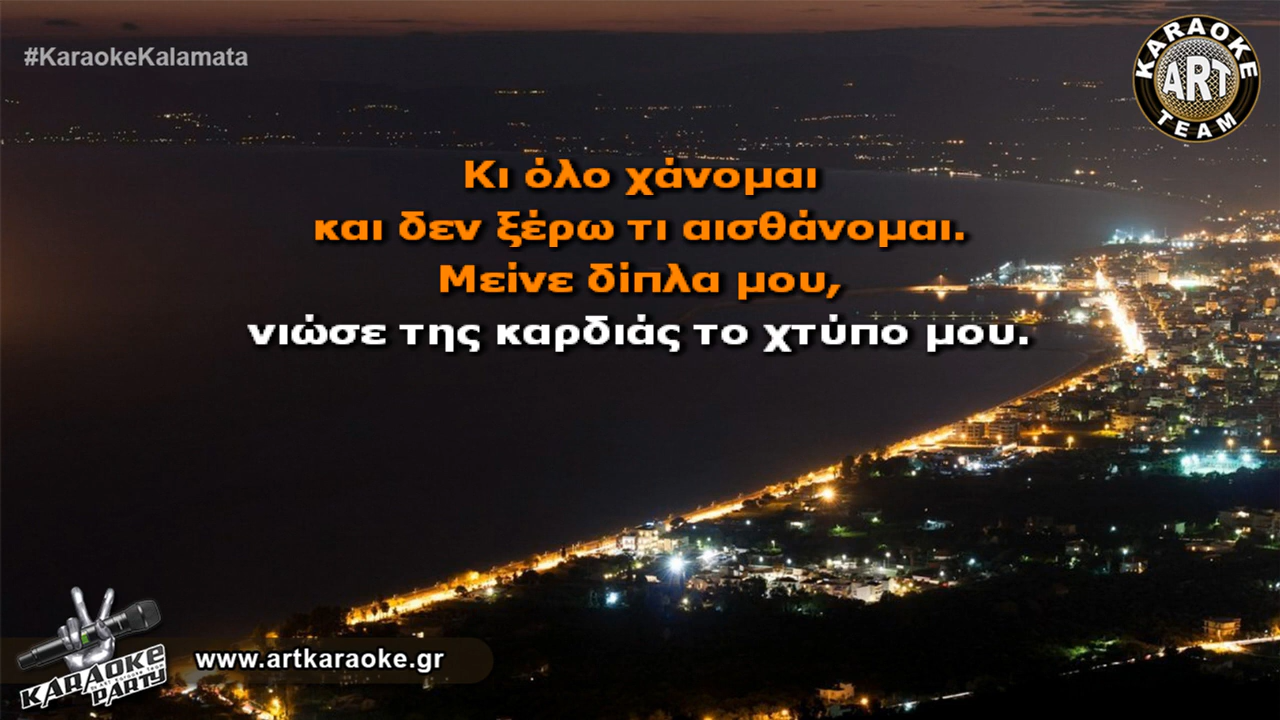 #KaraokeKalamata
KARAOKE
ART
TEAM
Κι όλο χάνομαι
και δεν ξέρω τι αισθάνομαι.
Μείνε δίπλα μου,
νιώσε της καρδιάς το χτύπο μου.
KARAOKE
PARTY
www.artkaraoke.gr